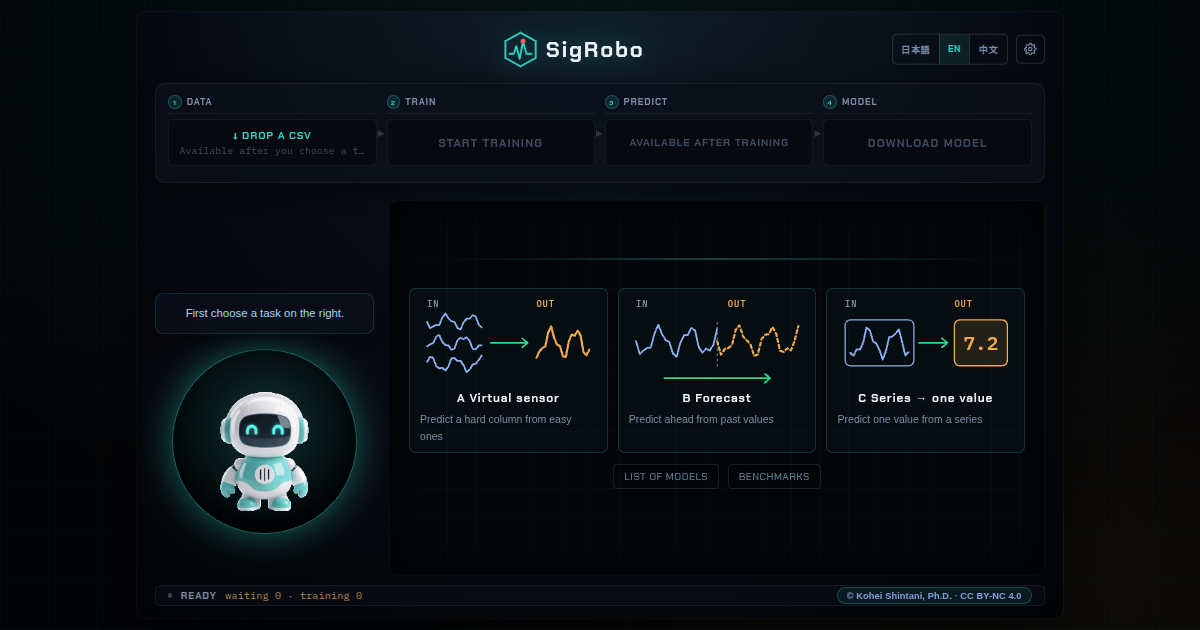 SigRobo
日本語 EN 中文
1 DATA
2 TRAIN
3 PREDICT
4 MODEL
↓ DROP A CSV
Available after you choose a t…
START TRAINING
AVAILABLE AFTER TRAINING
DOWNLOAD MODEL
First choose a task on the right.
IN OUT
A Virtual sensor
Predict a hard column from easy
ones
IN OUT
B Forecast
Predict ahead from past values
IN OUT
7.2
C Series → one value
Predict one value from a series
LIST OF MODELS
BENCHMARKS
READY waiting 0 · training 0
© Kohei Shintani, Ph.D. · CC BY-NC 4.0